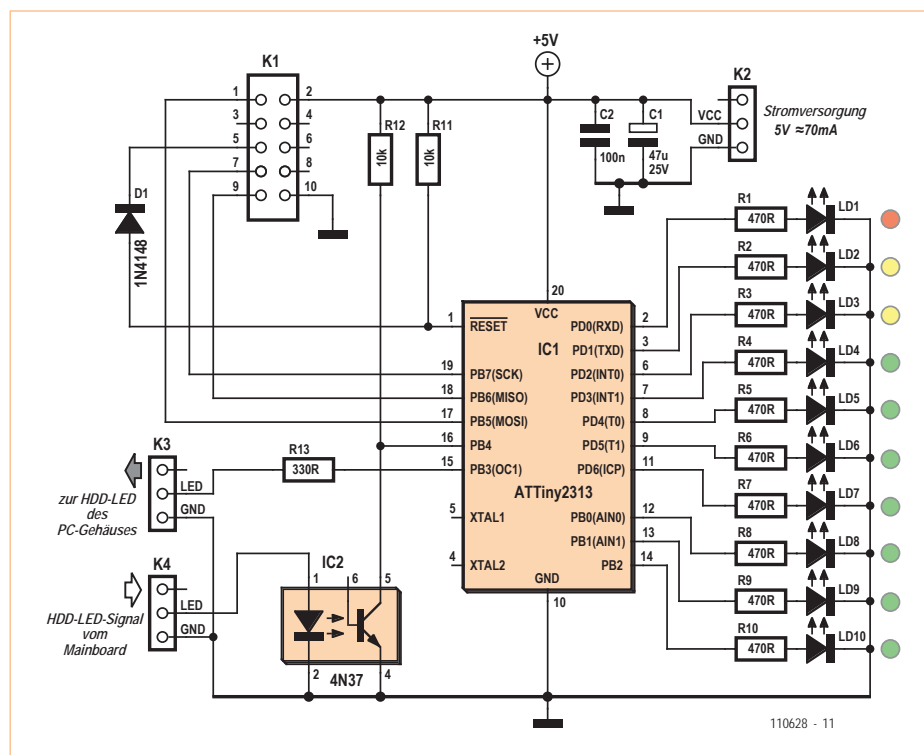 +5V
K1
K2
1
2
3
4
5
6
7
8
9
10
D1
1N4148
R12
10k
R11
10k
C2
100n
C1
47u
25V
VCC
GND
Stromversorgung
5V ≈70mA
R1
470R
LD1
R2
470R
LD2
R3
470R
LD3
R4
470R
LD4
R5
470R
LD5
R6
470R
LD6
R7
470R
LD7
R8
470R
LD8
R9
470R
LD9
R10
470R
LD10
20
VCC
IC1
ATTiny2313
GND
10
1
RESET
19
PB7(SCK)
18
PB6(MISO)
17
PB5(MOSI)
16
PB4
15
PB3(OC1)
5
XTAL1
4
XTAL2
PD0(RXD)
2
PD1(TXD)
3
PD2(INT0)
6
PD3(INT1)
7
PD4(T0)
8
PD5(T1)
9
PD6(ICP)
11
PB0(AIN0)
12
PB1(AIN1)
13
PB2
14
K3
LED
GND
zur HDD-LED
des
PC-Gehäuses
R13
330R
K4
LED
GND
HDD-LED-Signal
vom
Mainboard
IC2
1
6
5
2
4
4N37
110628 - 11